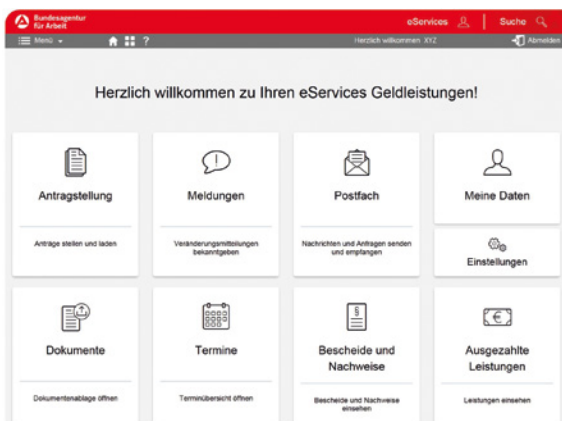 Bundesagentur
für Arbeit
eServices
Suche
Menü
?
Herzlich willkommen XYZ
Abmelden
Herzlich willkommen zu Ihren eServices Geldleistungen!
Antragstellung
Anträge stellen und laden
Meldungen
Veränderungsmitteilungen
bekanntgeben
Postfach
Nachrichten und Anfragen senden
und empfangen
Meine Daten
Einstellungen
Dokumente
Dokumentenablage öffnen
Termine
Terminübersicht öffnen
§
Bescheide und
Nachweise
Bescheide und Nachweise
einsehen
€
Ausgezahlte
Leistungen
Leistungen einsehen